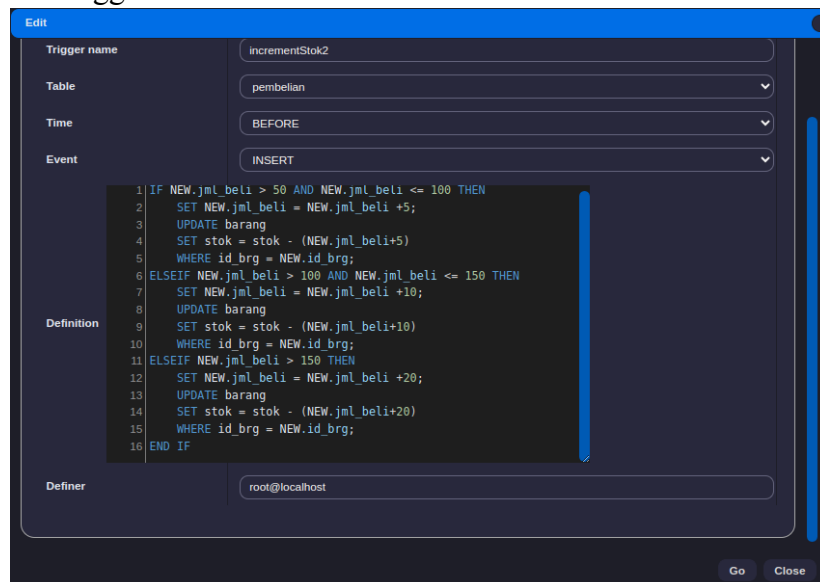 Edit
Trigger name incrementStok2
Table pembelian
Time BEFORE
Event INSERT
Definition
1 IF NEW.jml_beli > 50 AND NEW.jml_beli <= 100 THEN
2 SET NEW.jml_beli = NEW.jml_beli +5;
3 UPDATE barang
4 SET stok = stok - (NEW.jml_beli+5)
5 WHERE id_brg = NEW.id_brg;
6 ELSEIF NEW.jml_beli > 100 AND NEW.jml_beli <= 150 THEN
7 SET NEW.jml_beli = NEW.jml_beli +10;
8 UPDATE barang
9 SET stok = stok - (NEW.jml_beli+10)
10 WHERE id_brg = NEW.id_brg;
11 ELSEIF NEW.jml_beli > 150 THEN
12 SET NEW.jml_beli = NEW.jml_beli +20;
13 UPDATE barang
14 SET stok = stok - (NEW.jml_beli+20)
15 WHERE id_brg = NEW.id_brg;
16 END IF
Definer root@localhost
Go Close